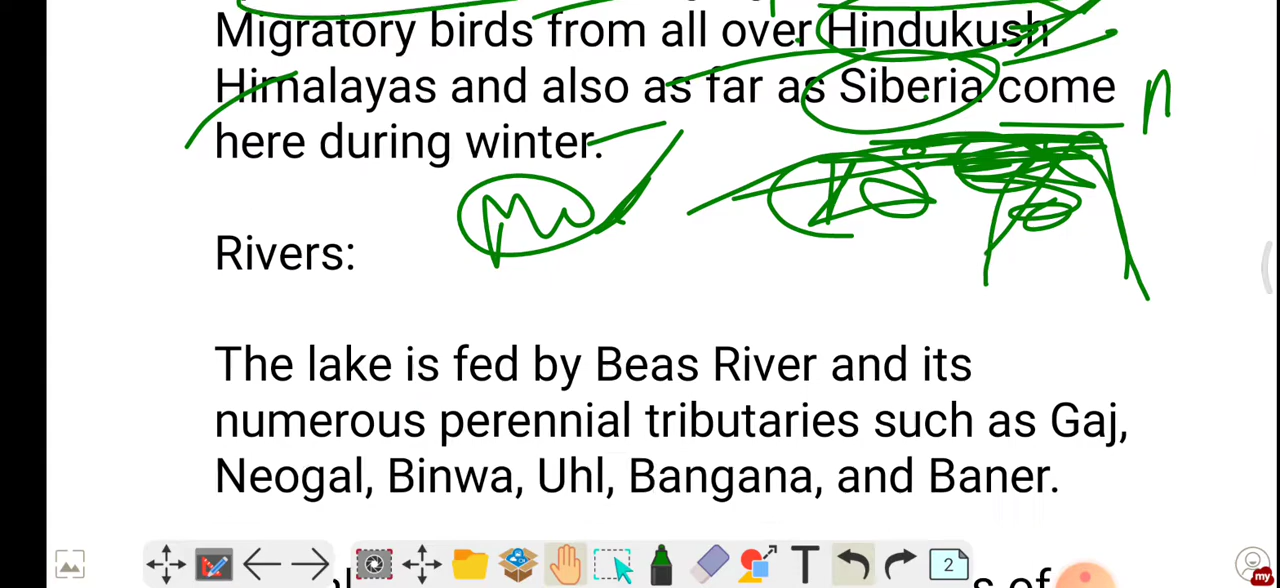 Migratory birds from all over Hindukush
Himalayas and also as far as Siberia come
here during winter.
Rivers:
The lake is fed by Beas River and its
numerous perennial tributaries such as Gaj,
Neogal, Binwa, Uhl, Bangana, and Baner.
T
2
my